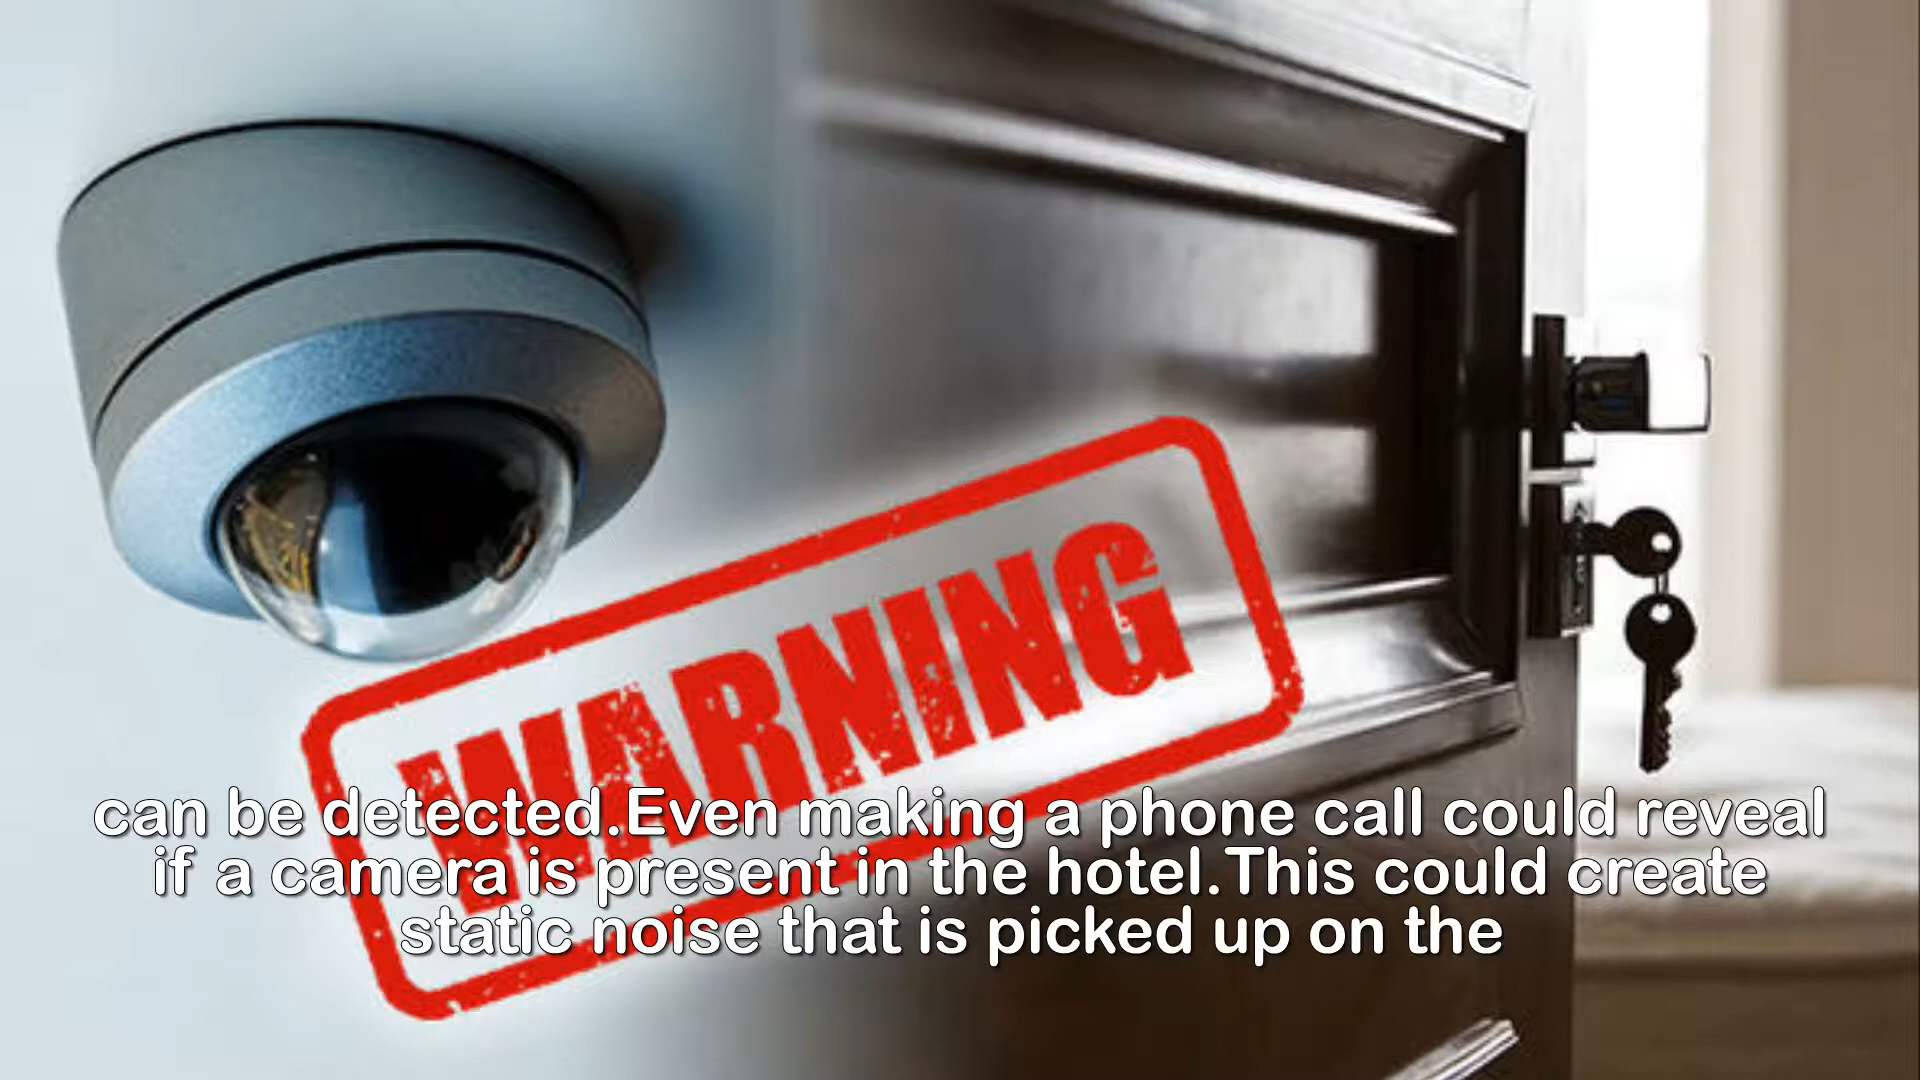 WARNING
can be detected.Even making a phone call could reveal
if a camera is present in the hotel.This could create
static noise that is picked up on the